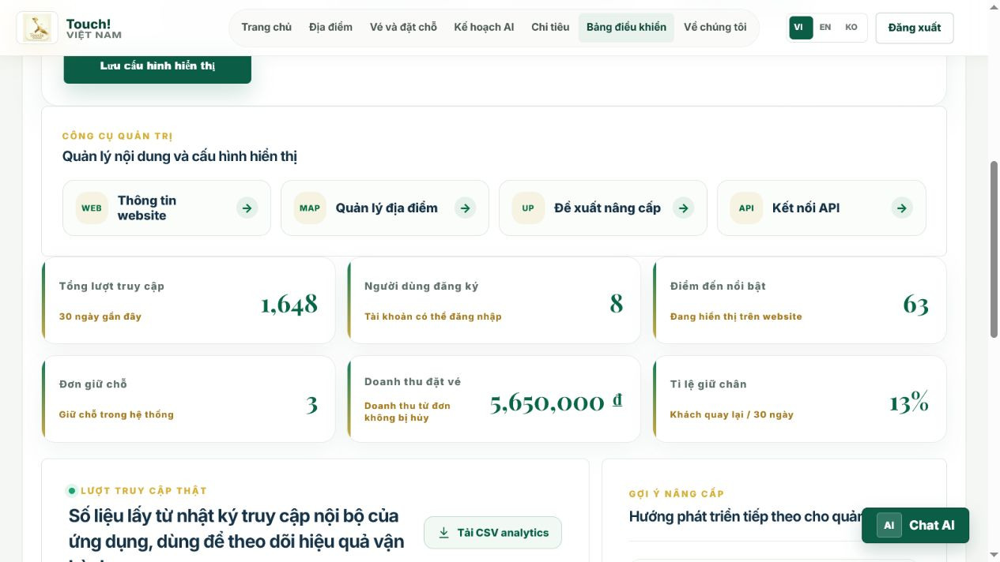 Touch!
VIỆT NAM
Trang chủ
Địa điểm
Vé và đặt chỗ
Kế hoạch AI
Chi tiêu
Bảng điều khiển
Về chúng tôi
VI
EN
KO
Đăng xuất
Lưu cấu hình hiển thị
CÔNG CỤ QUẢN TRỊ
Quản lý nội dung và cấu hình hiển thị
WEB
Thông tin
website
MAP
Quản lý địa điểm
UP
Đề xuất nâng cấp
API
Kết nối API
Tổng lượt truy cập
30 ngày gần đây
1,648
Người dùng đăng ký
Tài khoản có thể đăng nhập
8
Điểm đến nổi bật
Đang hiển thị trên website
63
Đơn giữ chỗ
Giữ chỗ trong hệ thống
3
Doanh thu đặt vé
Doanh thu từ đơn
không bị hủy
5,650,000 ₫
Tỉ lệ giữ chân
Khách quay lại / 30 ngày
13%
LƯỢT TRUY CẬP THẬT
Số liệu lấy từ nhật ký truy cập nội bộ của
ứng dụng, dùng để theo dõi hiệu quả vận
Tải CSV analytics
GỢI Ý NÂNG CẤP
Hướng phát triển tiếp theo cho quản
AI
Chat AI